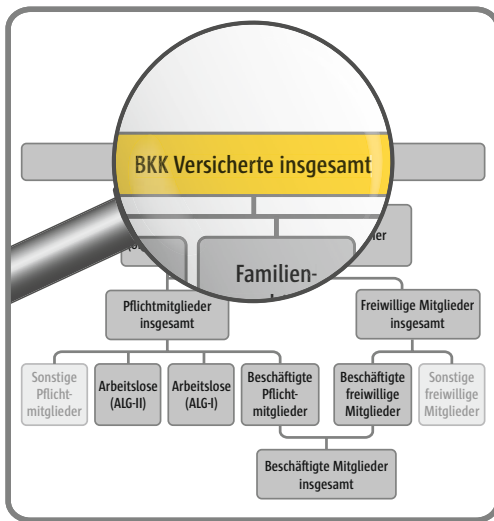 BKK Versicherte insgesamt
Familien-
Pflichtmitglieder
insgesamt
Freiwillige Mitglieder
insgesamt
Sonstige
Pflicht-
mitglieder
Arbeitslose
(ALG-II)
Arbeitslose
(ALG-I)
Beschäftigte
Pflicht-
mitglieder
Beschäftigte
freiwillige
Mitglieder
Sonstige
freiwillige
Mitglieder
Beschäftigte Mitglieder
insgesamt